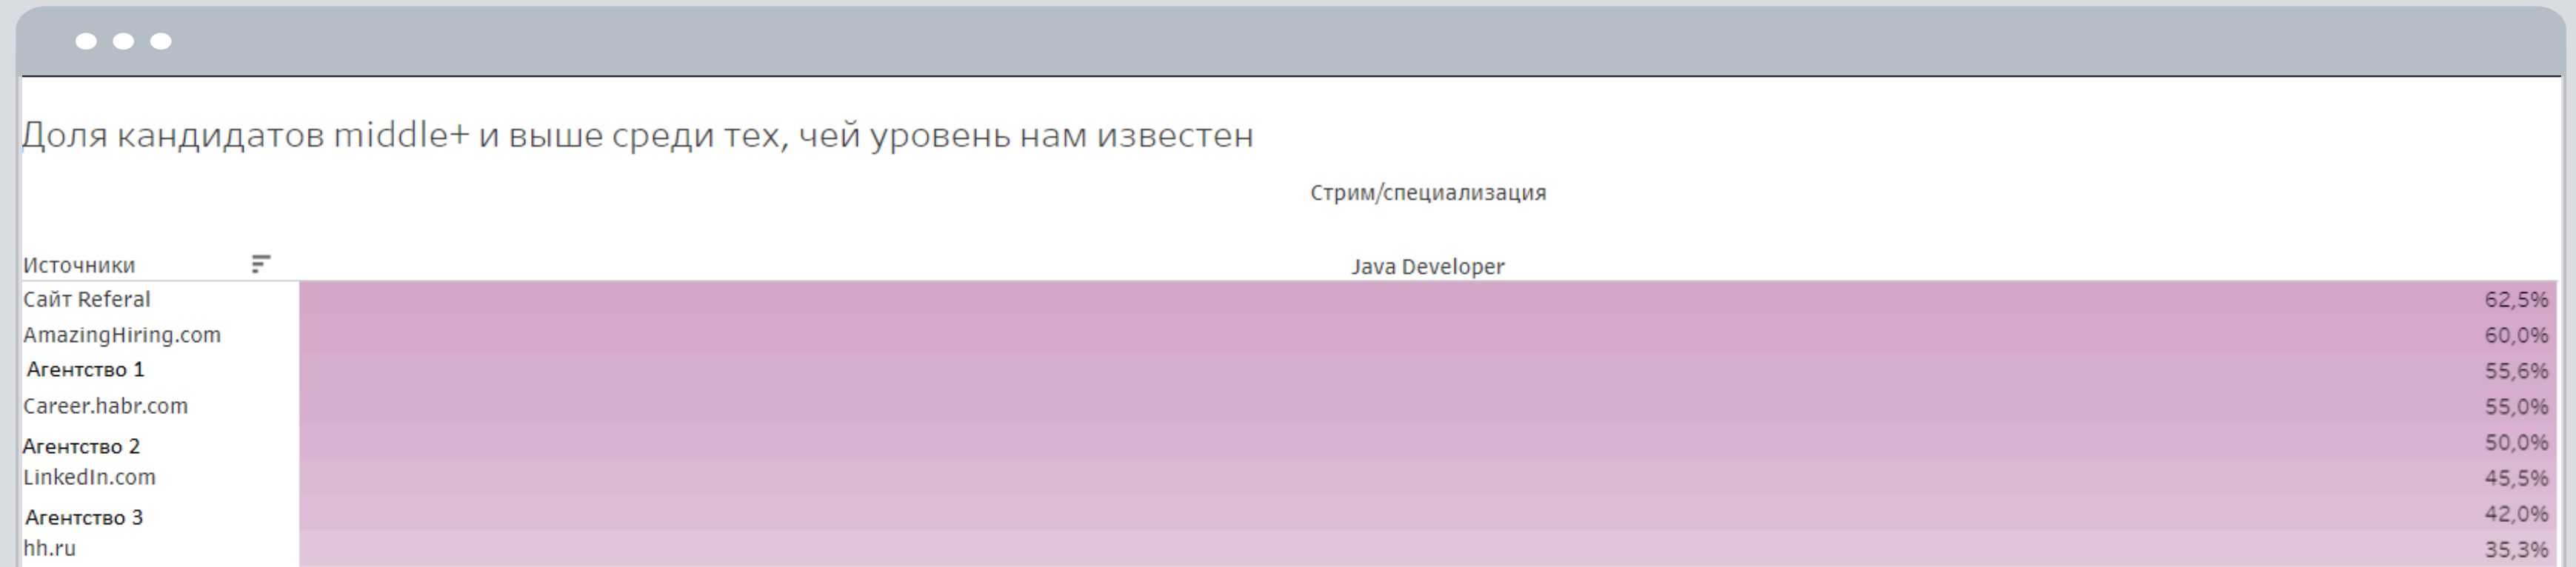 Доля кандидатов middle+ и выше среди тех, чей уровень нам известен
Стрим/специализация
Источники Java Developer
Сайт Referal 62,5%
AmazingHiring.com 60,0%
Агентство 1 55,6%
Career.habr.com 55,0%
Агентство 2 50,0%
LinkedIn.com 45,5%
Агентство 3 42,0%
hh.ru 35,3%